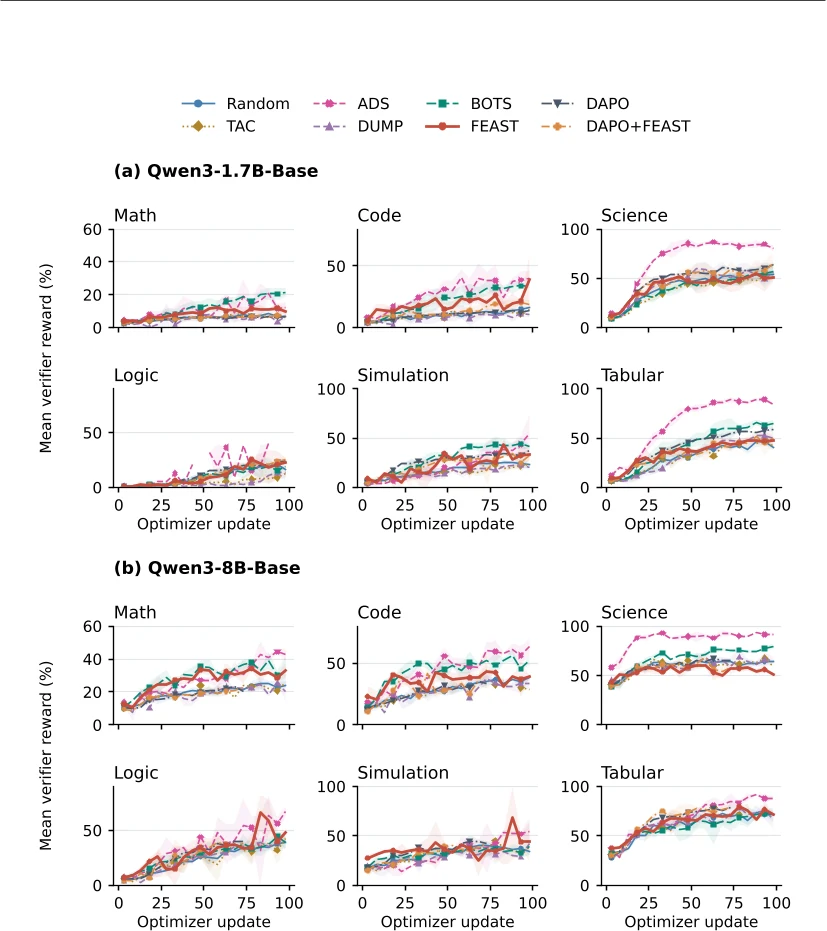 Random ADS BOTS DAPO
TAC DUMP FEAST DAPO+FEAST
(a) Qwen3-1.7B-Base
Mean verifier reward (%)
Math Code Science
60 40 20 0
50 0
100 50 0
Logic Simulation Tabular
50 0
100 50 0
100 50 0
0 25 50 75 100 0 25 50 75 100 0 25 50 75 100
Optimizer update Optimizer update Optimizer update
(b) Qwen3-8B-Base
Mean verifier reward (%)
Math Code Science
60 40 20 0
50 0
100 50 0
Logic Simulation Tabular
50 0
100 50 0
100 50 0
0 25 50 75 100 0 25 50 75 100 0 25 50 75 100
Optimizer update Optimizer update Optimizer update